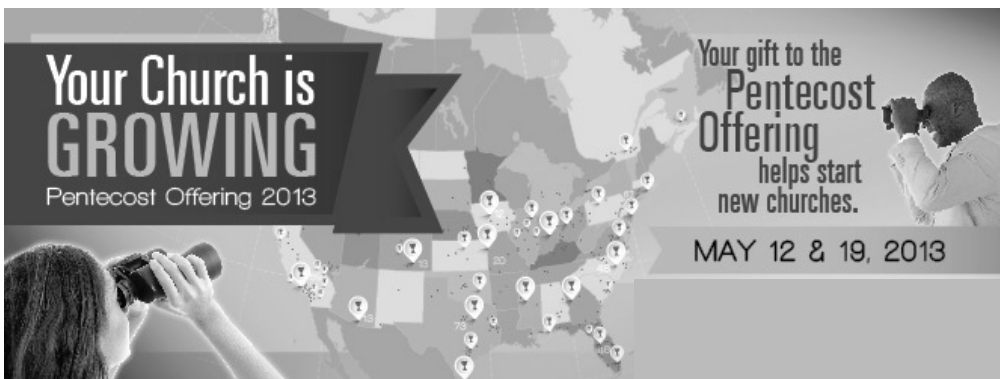 Your Church is
GROWING
Pentecost Offering 2013
Your gift to the
Pentecost
Offering
helps start
new churches.
MAY 12 & 19, 2013